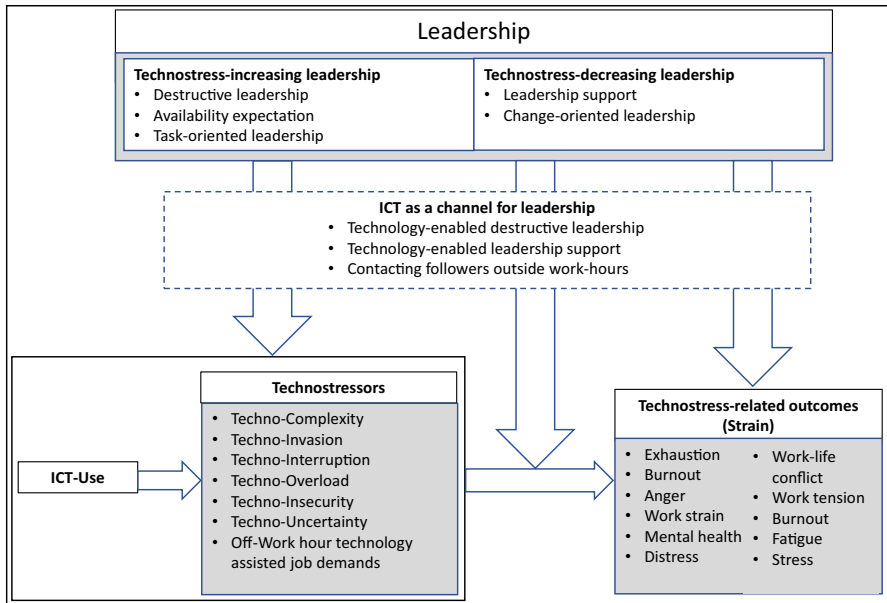 Leadership
Technostress-increasing leadership
• Destructive leadership
• Availability expectation
• Task-oriented leadership
Technostress-decreasing leadership
• Leadership support
• Change-oriented leadership
ICT as a channel for leadership
• Technology-enabled destructive leadership
• Technology-enabled leadership support
• Contacting followers outside work-hours
ICT-Use
Technostressors
• Techno-Complexity
• Techno-Invasion
• Techno-Interruption
• Techno-Overload
• Techno-Insecurity
• Techno-Uncertainty
• Off-Work hour technology
assisted job demands
Technostress-related outcomes
(Strain)
• Exhaustion
• Burnout
• Anger
• Work strain
• Mental health
• Distress
• Work-life
conflict
• Work tension
• Burnout
• Fatigue
• Stress